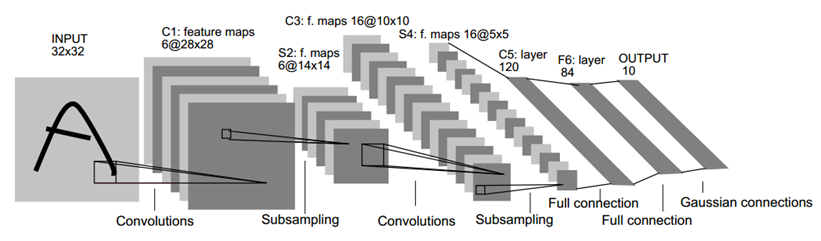 INPUT
32x32
C1: feature maps
6@28x28
S2: f. maps
6@14x14
C3: f. maps 16@10x10
S4: f. maps 16@5x5
C5: layer
120
F6: layer
84
OUTPUT
10
Convolutions
Subsampling
Convolutions
Subsampling
Full connection
Full connection
Gaussian connections
A